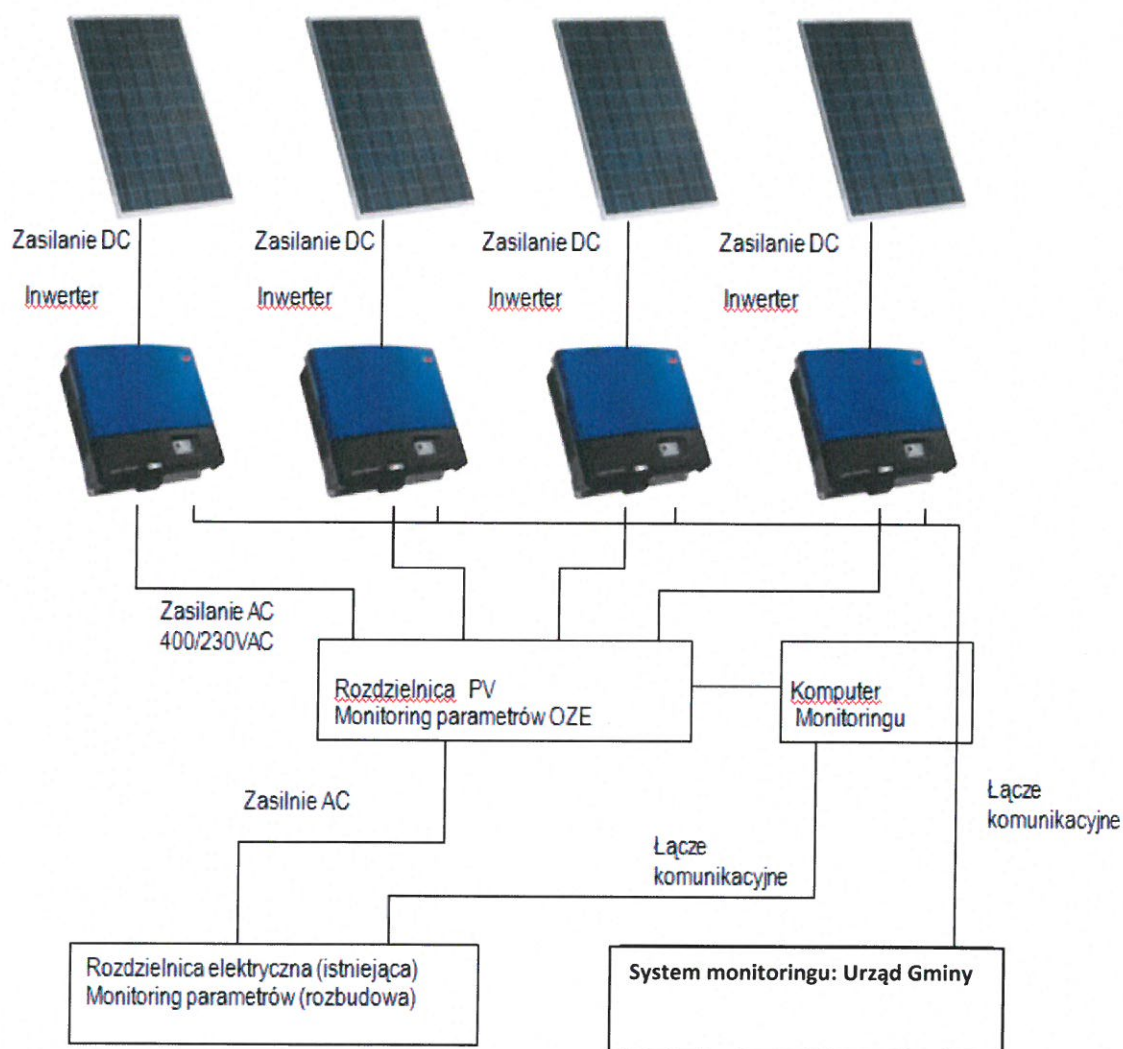 Zasilanie DC
Zasilanie DC
Zasilanie DC
Zasilanie DC
Inwerter
Inwerter
Inwerter
Inwerter
Zasilanie AC
400/230VAC
Rozdzielnica PV
Monitoring parametrów OZE
Komputer
Monitoringu
Zasilnie AC
Łącze
komunikacyjne
Łącze
komunikacyjne
Rozdzielnica elektryczna (istniejąca)
Monitoring parametrów (rozbudowa)
System monitoringu: Urząd Gminy